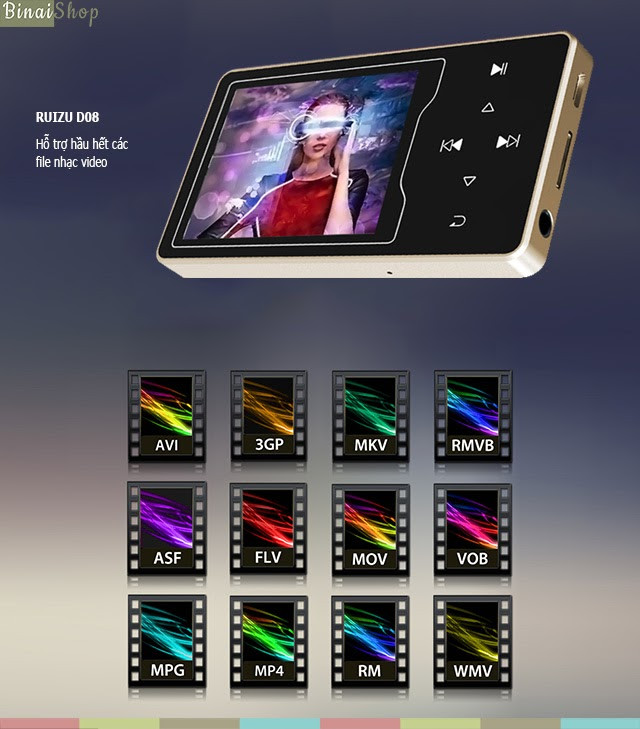 BinaiShop
RUIZU D08
Hỗ trợ hầu hết các
file nhạc video
AVI
3GP
MKV
RMVB
ASF
FLV
MOV
VOB
MPG
MP4
RM
WMV